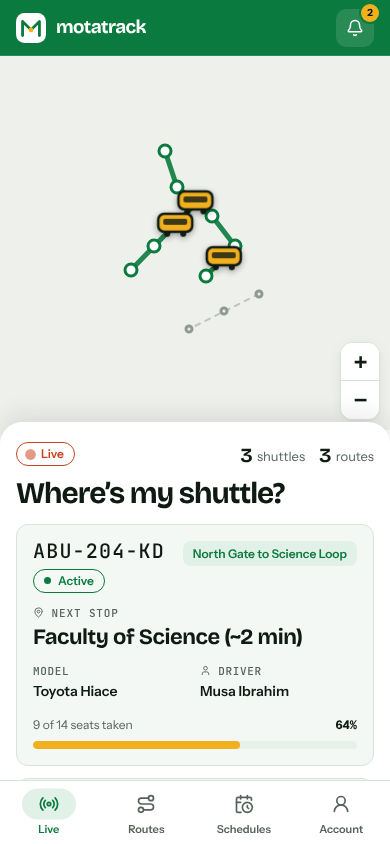 motatrack
2
+
−
Live
3 shuttles 3 routes
Where's my shuttle?
ABU-204-KD
North Gate to Science Loop
Active
NEXT STOP
Faculty of Science (~2 min)
MODEL
DRIVER
Toyota Hiace
Musa Ibrahim
9 of 14 seats taken
64%
Live
Routes
Schedules
Account